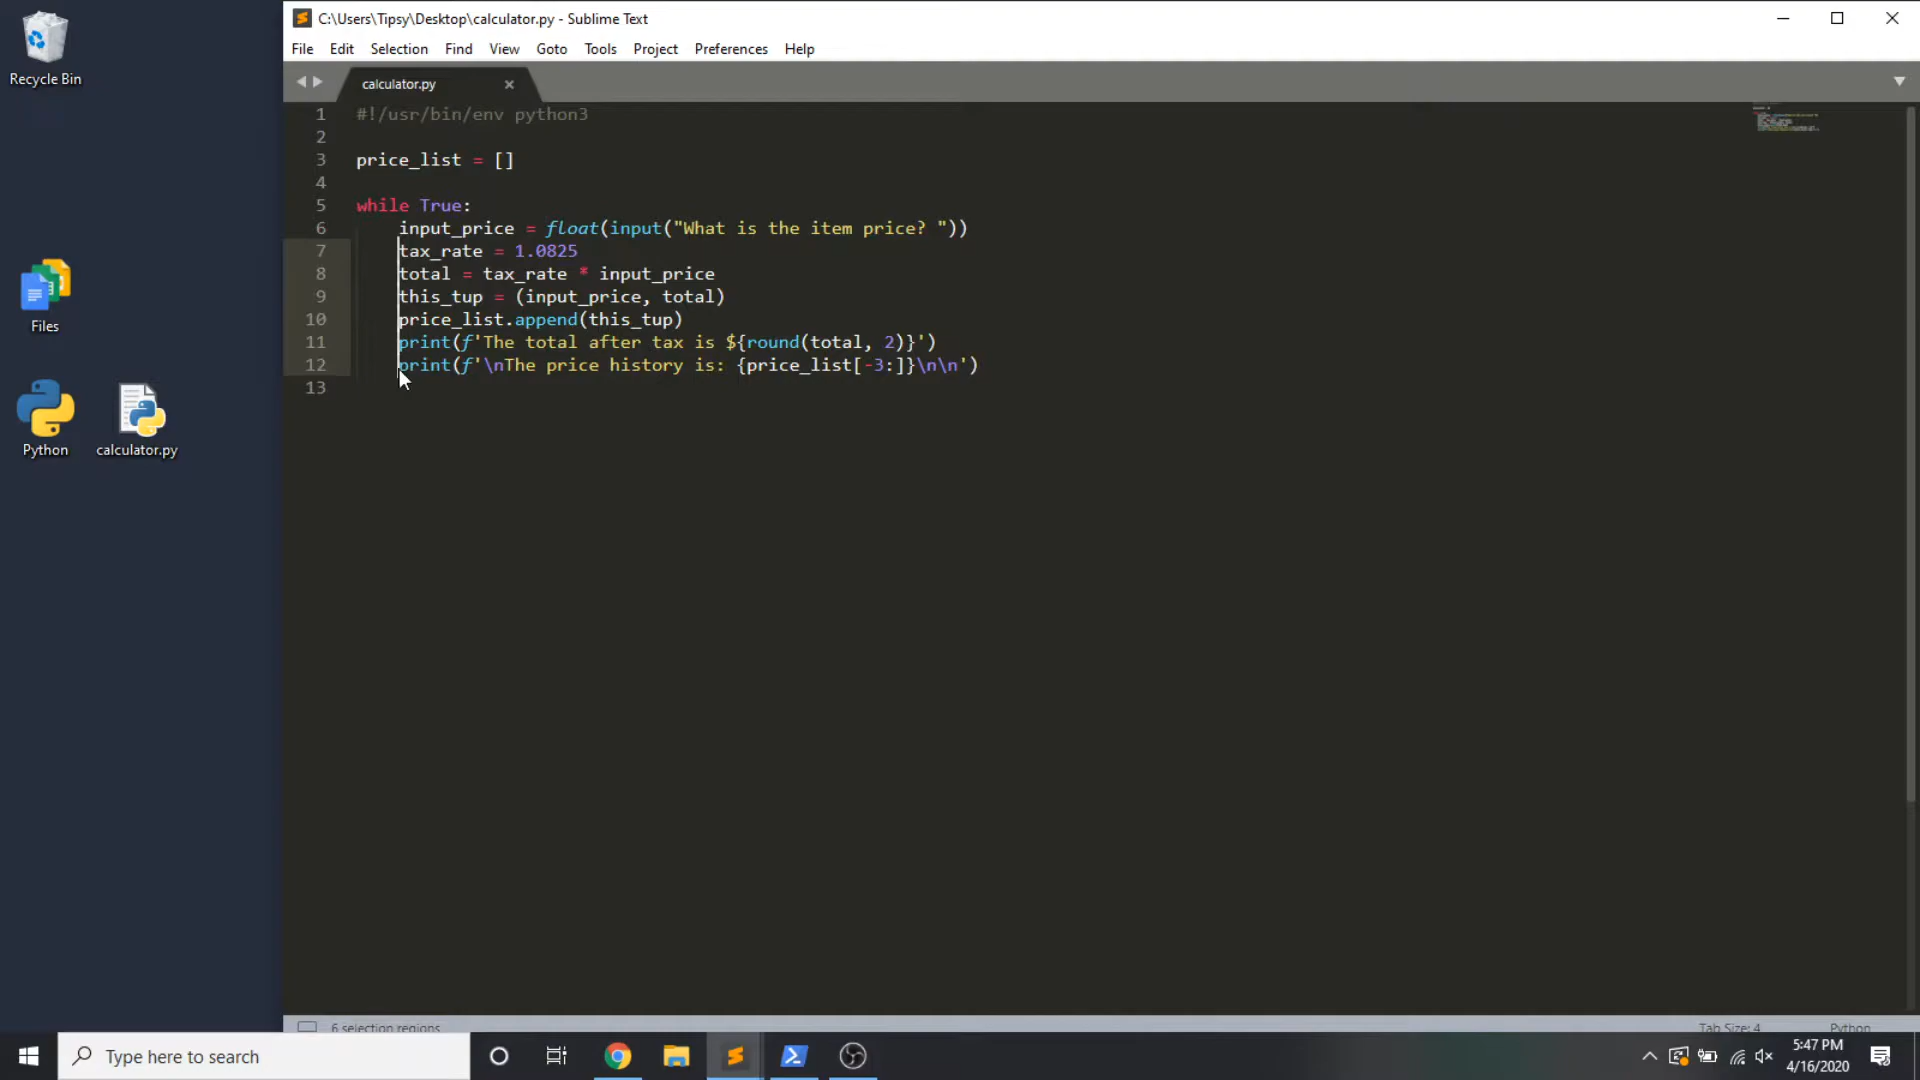 C:\Users\Tipsy\Desktop\calculator.py - Sublime Text
File Edit Selection Find View Goto Tools Project Preferences Help
calculator.py
1 #!/usr/bin/env python3
2
3 price_list = []
4
5 while True:
6 input_price = float(input("What is the item price? "))
7 tax_rate = 1.0825
8 total = tax_rate * input_price
9 this_tup = (input_price, total)
10 price_list.append(this_tup)
11 print(f'The total after tax is ${round(total, 2)}')
12 print(f'\nThe price history is: {price_list[-3:]}\n\n')
13
Recycle Bin
Files
Python
calculator.py
6 selection regions
Tab Size: 4
Python
Type here to search
5:47 PM
4/16/2020